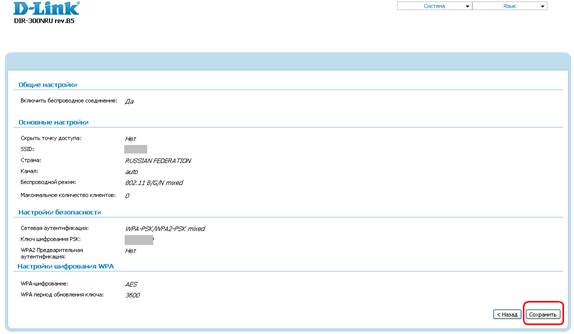 D-Link
DIR-300NRU rev.B5
Система Язык
Общие настройки
Включить беспроводное соединение: Да
Основные настройки
Скрыть точку доступа: Нет
SSID:
Страна: RUSSIAN FEDERATION
Канал: auto
Беспроводной режим: 802.11 B/G/N mixed
Максимальное количество клиентов: 0
Настройки безопасности
Сетевая аутентификация: WPA-PSK/WPA2-PSK mixed
Ключ шифрования PSK:
WPA2 Предварительная
аутентификация: Нет
Настройки шифрования WPA
WPA-шифрование: AES
WPA период обновления ключа: 3600
< Назад Сохранить